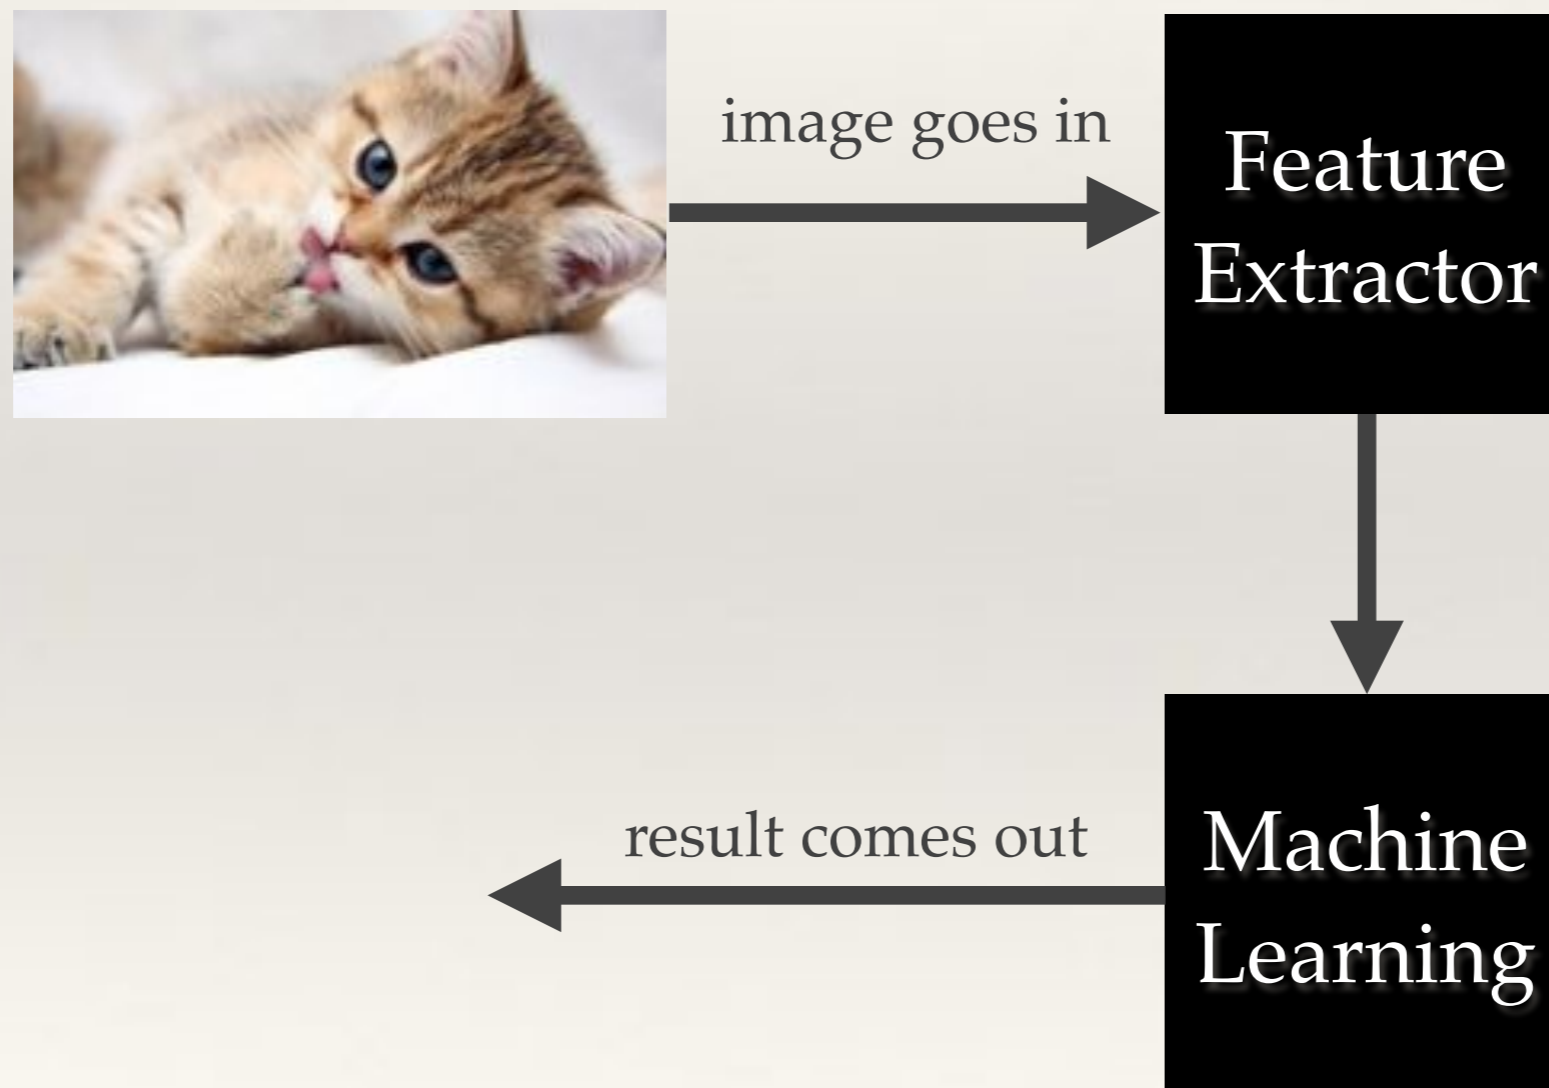 image goes in
Feature
Extractor
Machine
Learning
result comes out